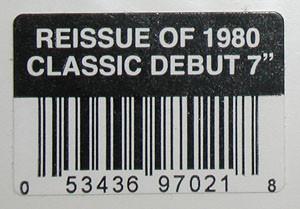 REISSUE OF 1980
CLASSIC DEBUT 7”
0 53436 97021 8